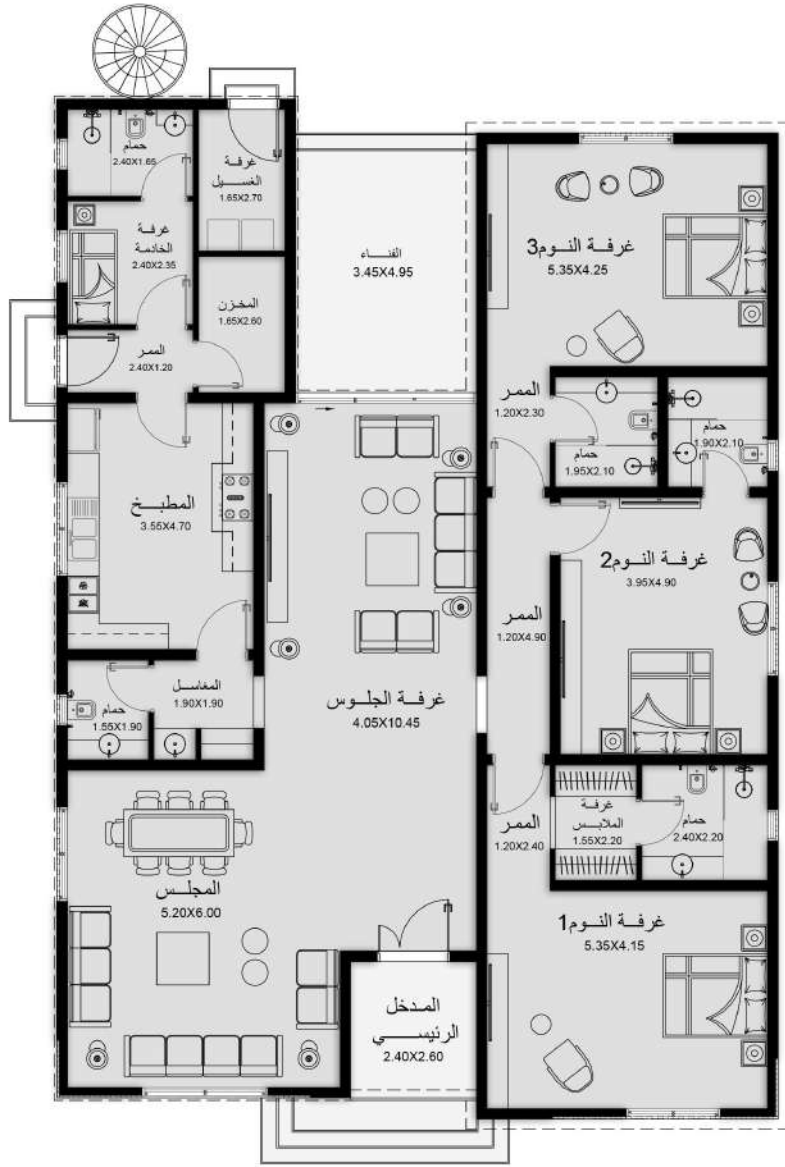 حمام
2.40X1.65
غرفة
الغسيل
1.65X2.70
غرفة
الخادمة
2.40X2.35
المخزن
1.65X2.60
الممر
2.40X1.20
الفناء
3.45X4.95
غرفة النوم3
5.35X4.25
الممر
1.20X2.30
حمام
1.95X2.10
حمام
1.90X2.10
المطبخ
3.55X4.70
غرفة النوم2
3.95X4.90
الممر
1.20X4.90
المغاسل
1.90X1.90
حمام
1.55X1.90
غرفة الجلوس
4.05X10.45
الممر
1.20X2.40
غرفة
الملابس
1.55X2.20
حمام
2.40X2.20
المجلس
5.20X6.00
غرفة النوم1
5.35X4.15
المدخل
الرئيسي
2.40X2.60